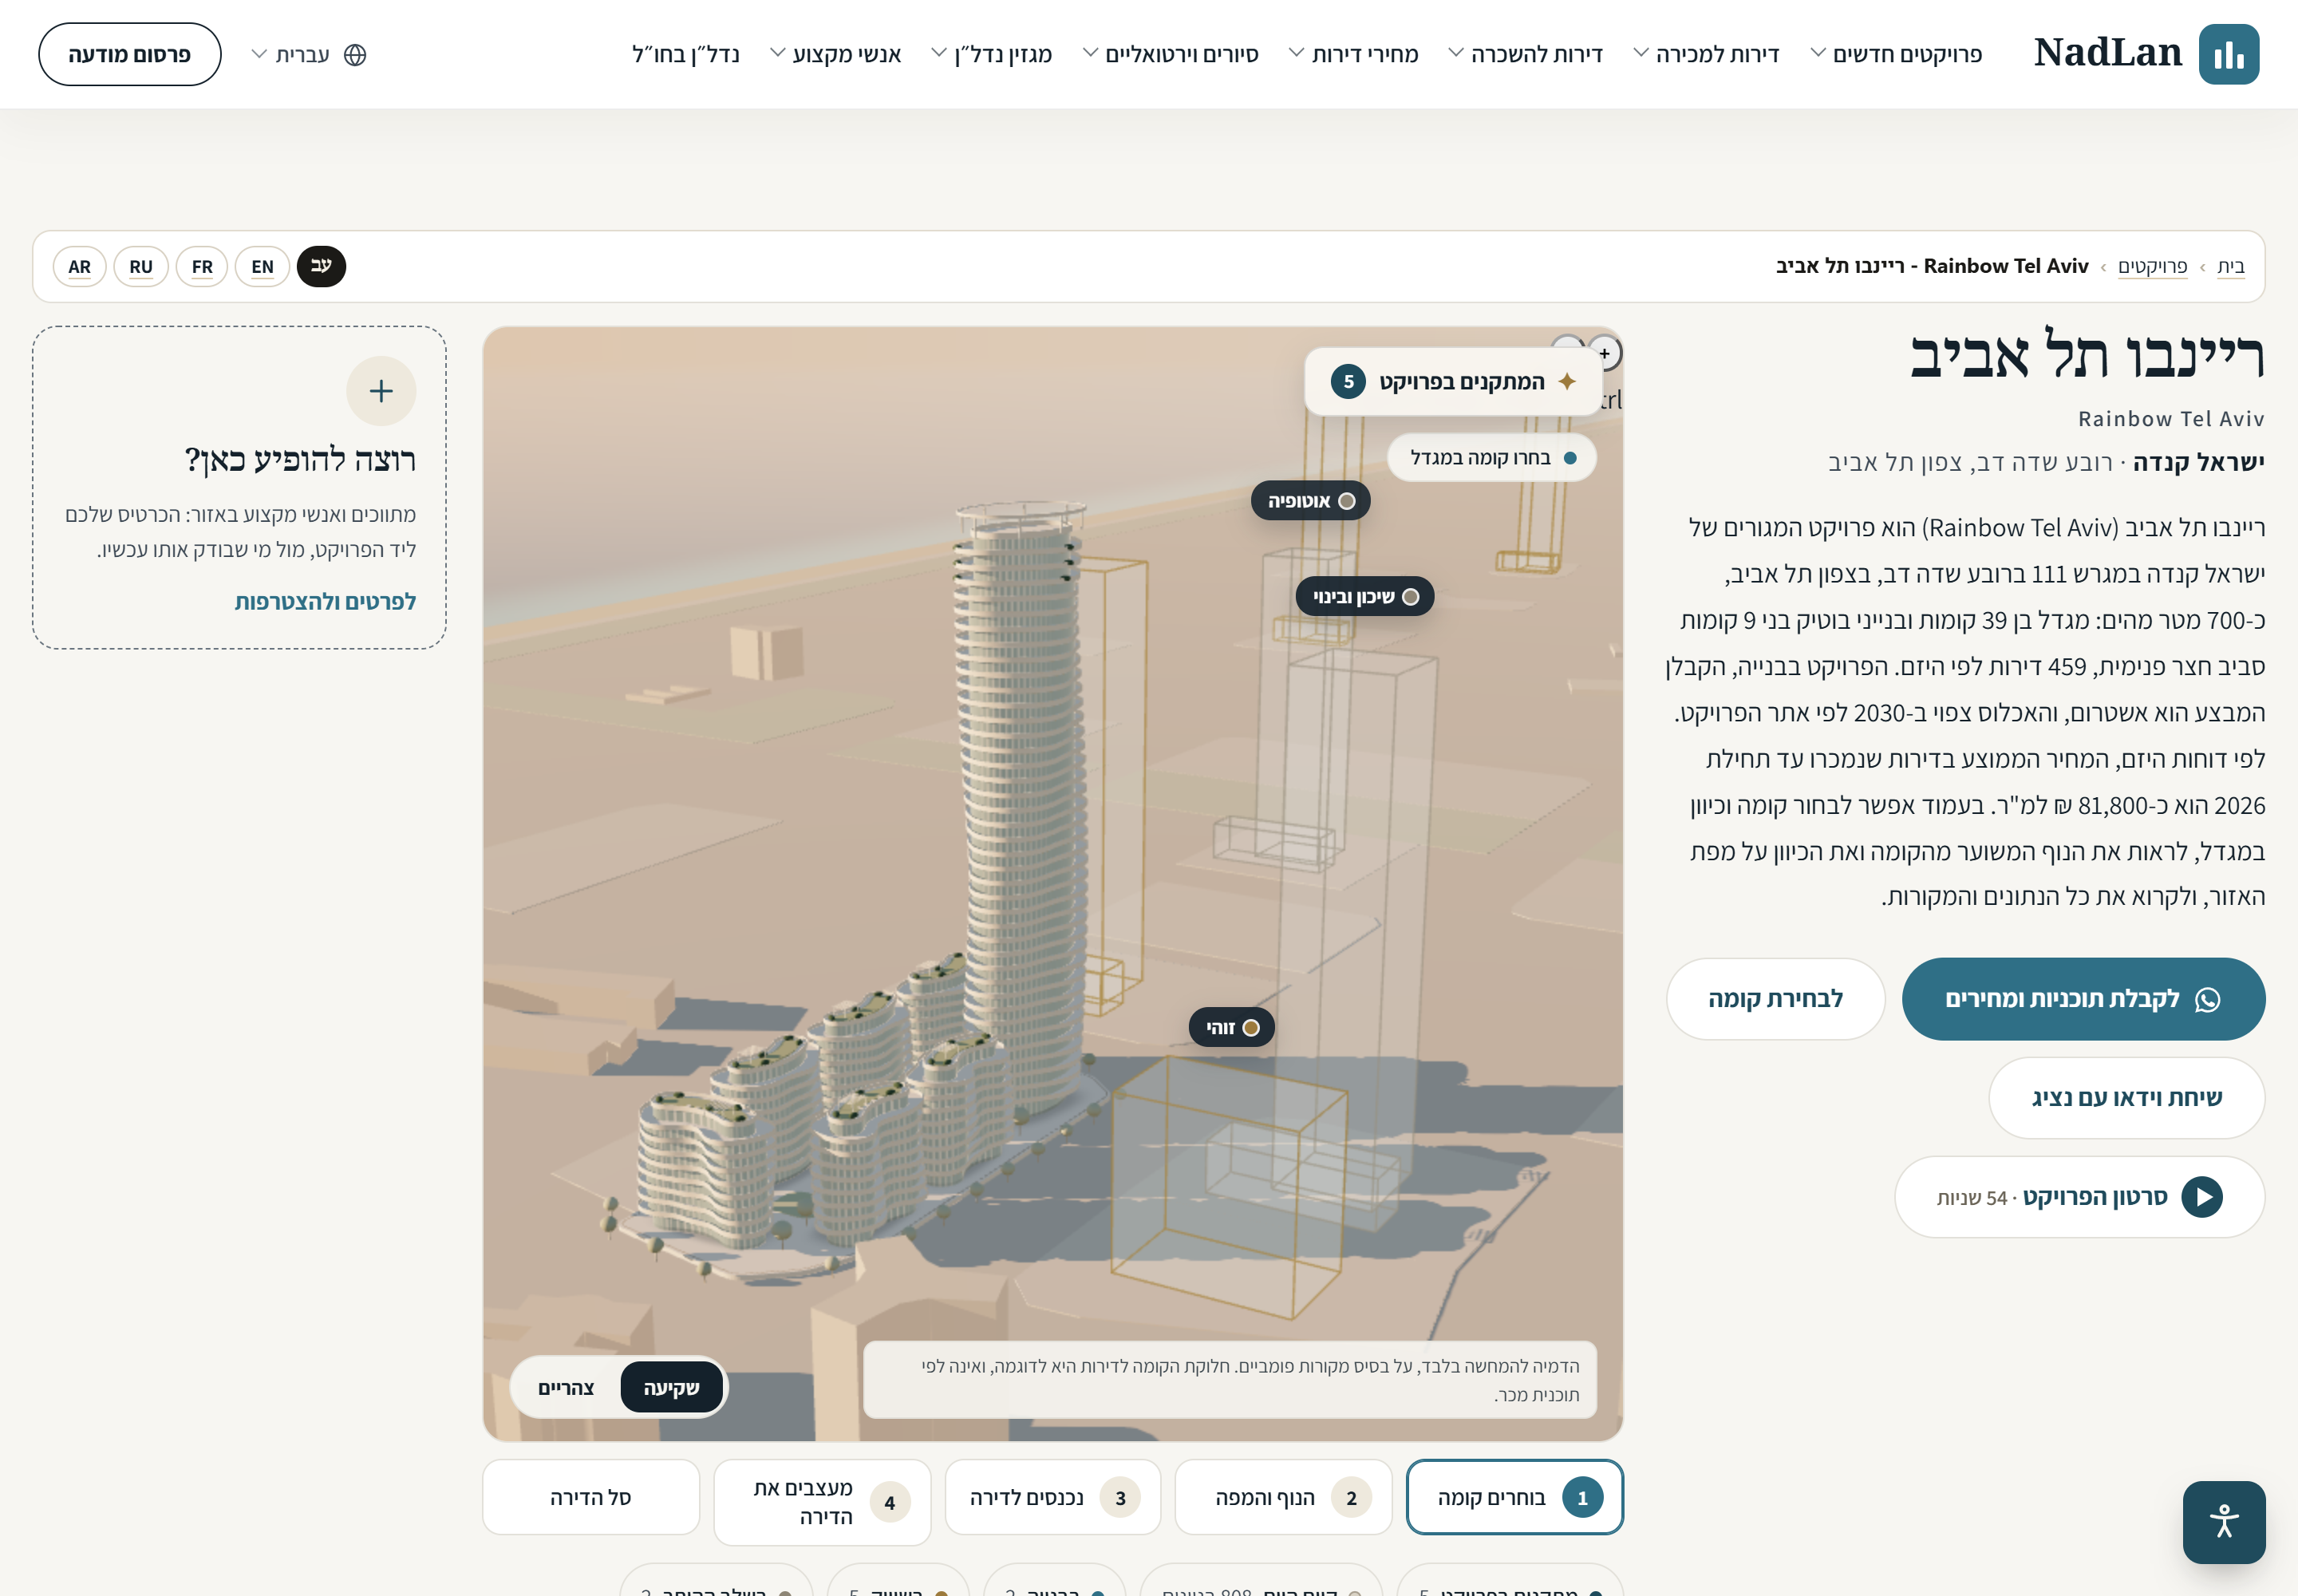 NadLan
פרויקטים חדשים
דירות למכירה
דירות להשכרה
מחירי דירות
סיורים וירטואליים
מגזין נדל״ן
אנשי מקצוע
נדל״ן בחו״ל
עברית
פרסום מודעה
בית › פרויקטים › Rainbow Tel Aviv - ריינבו תל אביב
עב
EN
FR
RU
AR
ריינבו תל אביב
Rainbow Tel Aviv
ישראל קנדה · רובע שדה דב, צפון תל אביב
ריינבו תל אביב (Rainbow Tel Aviv) הוא פרויקט המגורים של
ישראל קנדה במגרש 111 ברובע שדה דב, בצפון תל אביב,
כ-700 מטר מהים: מגדל בן 39 קומות ובנייני בוטיק בני 9 קומות
סביב חצר פנימית, 459 דירות לפי היזם. הפרויקט בבנייה, הקבלן
המבצע הוא אשטרום, והאכלוס צפוי ב-2030 לפי אתר הפרויקט.
לפי דוחות היזם, המחיר הממוצע בדירות שנמכרו עד תחילת
2026 הוא כ-81,800 ₪ למ"ר. בעמוד אפשר לבחור קומה וכיוון
במגדל, לראות את הנוף המשוער מהקומה ואת הכיוון על מפת
האזור, ולקרוא את כל הנתונים והמקורות.
לקבלת תוכניות ומחירים
לבחירת קומה
שיחת וידאו עם נציג
סרטון הפרויקט · 54 שניות
+
המתקנים בפרויקט 5
בחרו קומה במגדל
אוטופיה
שיכון ובינוי
זוהי
הדמיה להמחשה בלבד, על בסיס מקורות פומביים. חלוקת הקומה לדירות היא לדוגמה, ואינה לפי
תוכנית מכר.
שקיעה
צהריים
1 בוחרים קומה
2 הנוף והמפה
3 נכנסים לדירה
4 מעצבים את
הדירה
סל הדירה
רוצה להופיע כאן?
מתווכים ואנשי מקצוע באזור: הכרטיס שלכם
ליד הפרויקט, מול מי שבודק אותו עכשיו.
לפרטים ולהצטרפות